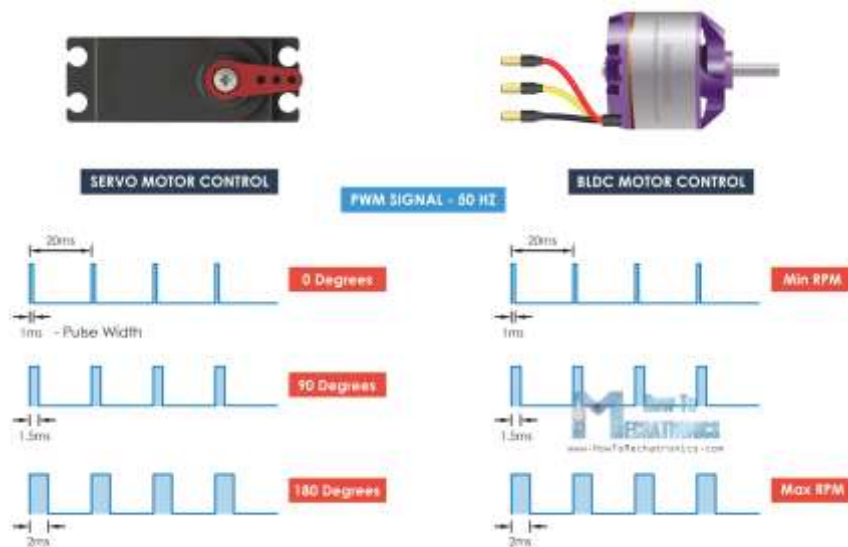 SERVO MOTOR CONTROL
BLDC MOTOR CONTROL
PWM SIGNAL - 50 HZ
20ms
0 Degrees
1ms - Pulse Width
90 Degrees
1.5ms
180 Degrees
2ms
20ms
Min RPM
1ms
How To
MECHATRONICS
www.HowToMechatronics.com
1.5ms
Max RPM
2ms